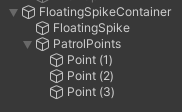 FloatingSpikeContainer
FloatingSpike
PatrolPoints
Point (1)
Point (2)
Point (3)